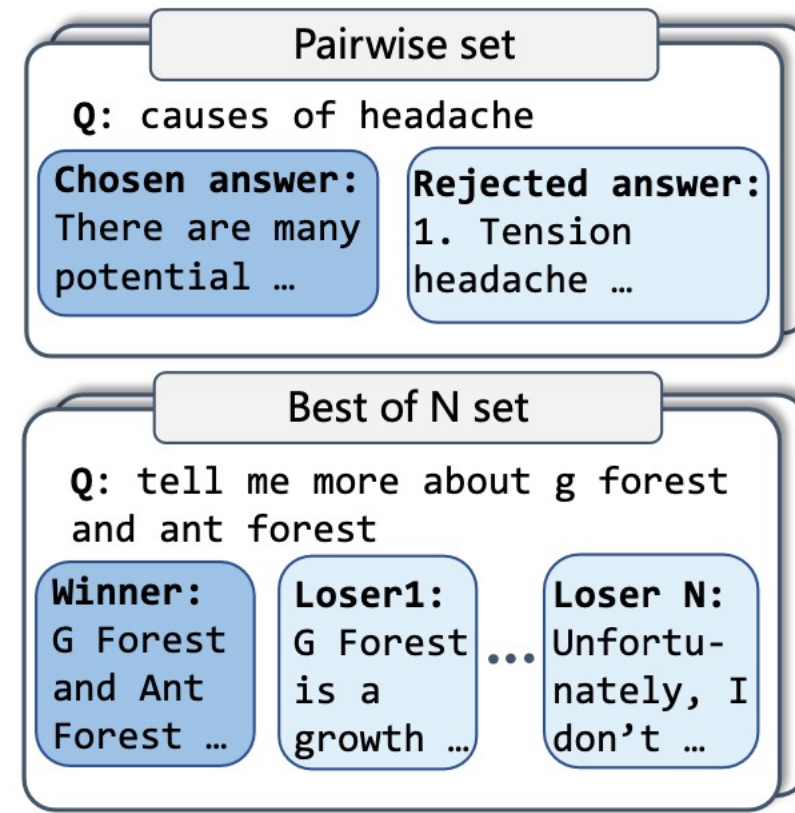 Pairwise set
Q: causes of headache
Chosen answer:
There are many
potential …
Rejected answer:
1. Tension
headache …
Best of N set
Q: tell me more about g forest
and ant forest
Winner:
G Forest
and Ant
Forest …
Loser1:
G Forest
is a
growth …
...
Loser N:
Unfortu-
nately, I
don’t …